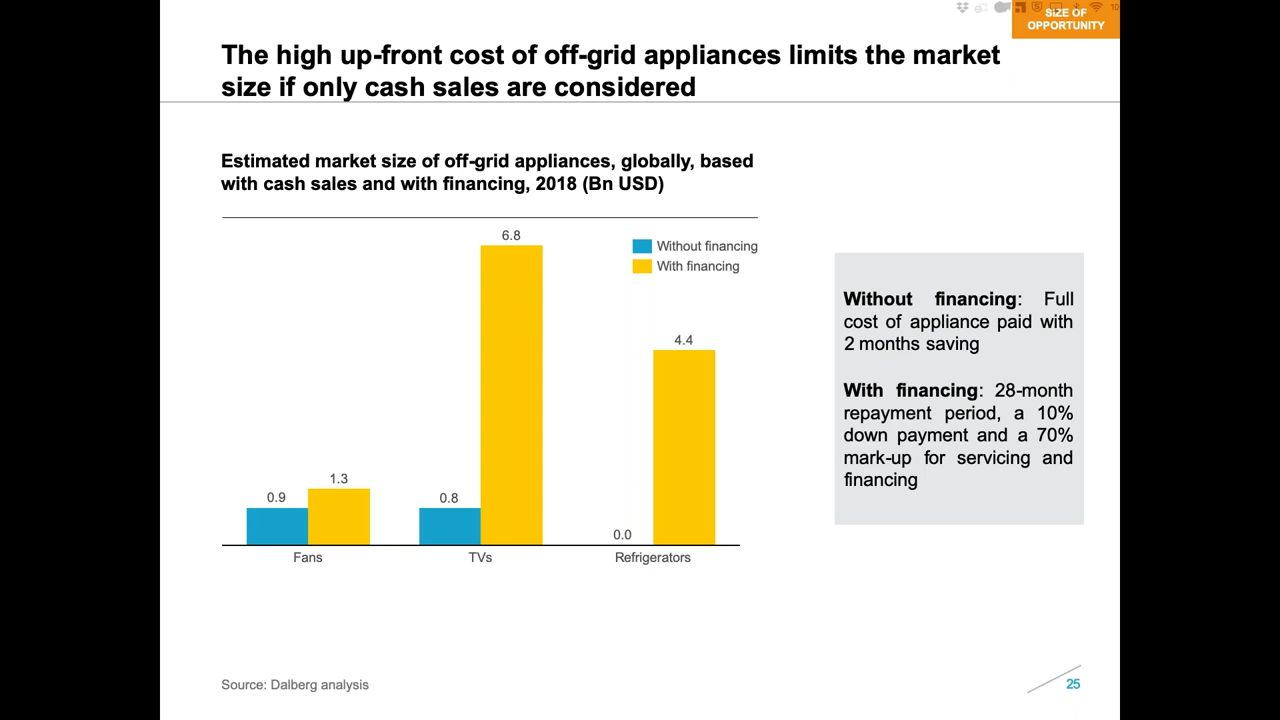 SIZE OF
OPPORTUNITY
The high up-front cost of off-grid appliances limits the market
size if only cash sales are considered
Estimated market size of off-grid appliances, globally, based
with cash sales and with financing, 2018 (Bn USD)
Without financing
With financing
6.8
4.4
1.3
0.9
0.8
0.0
Fans
TVs
Refrigerators
Without financing: Full
cost of appliance paid with
2 months saving
With financing: 28-month
repayment period, a 10%
down payment and a 70%
mark-up for servicing and
financing
Source: Dalberg analysis
25